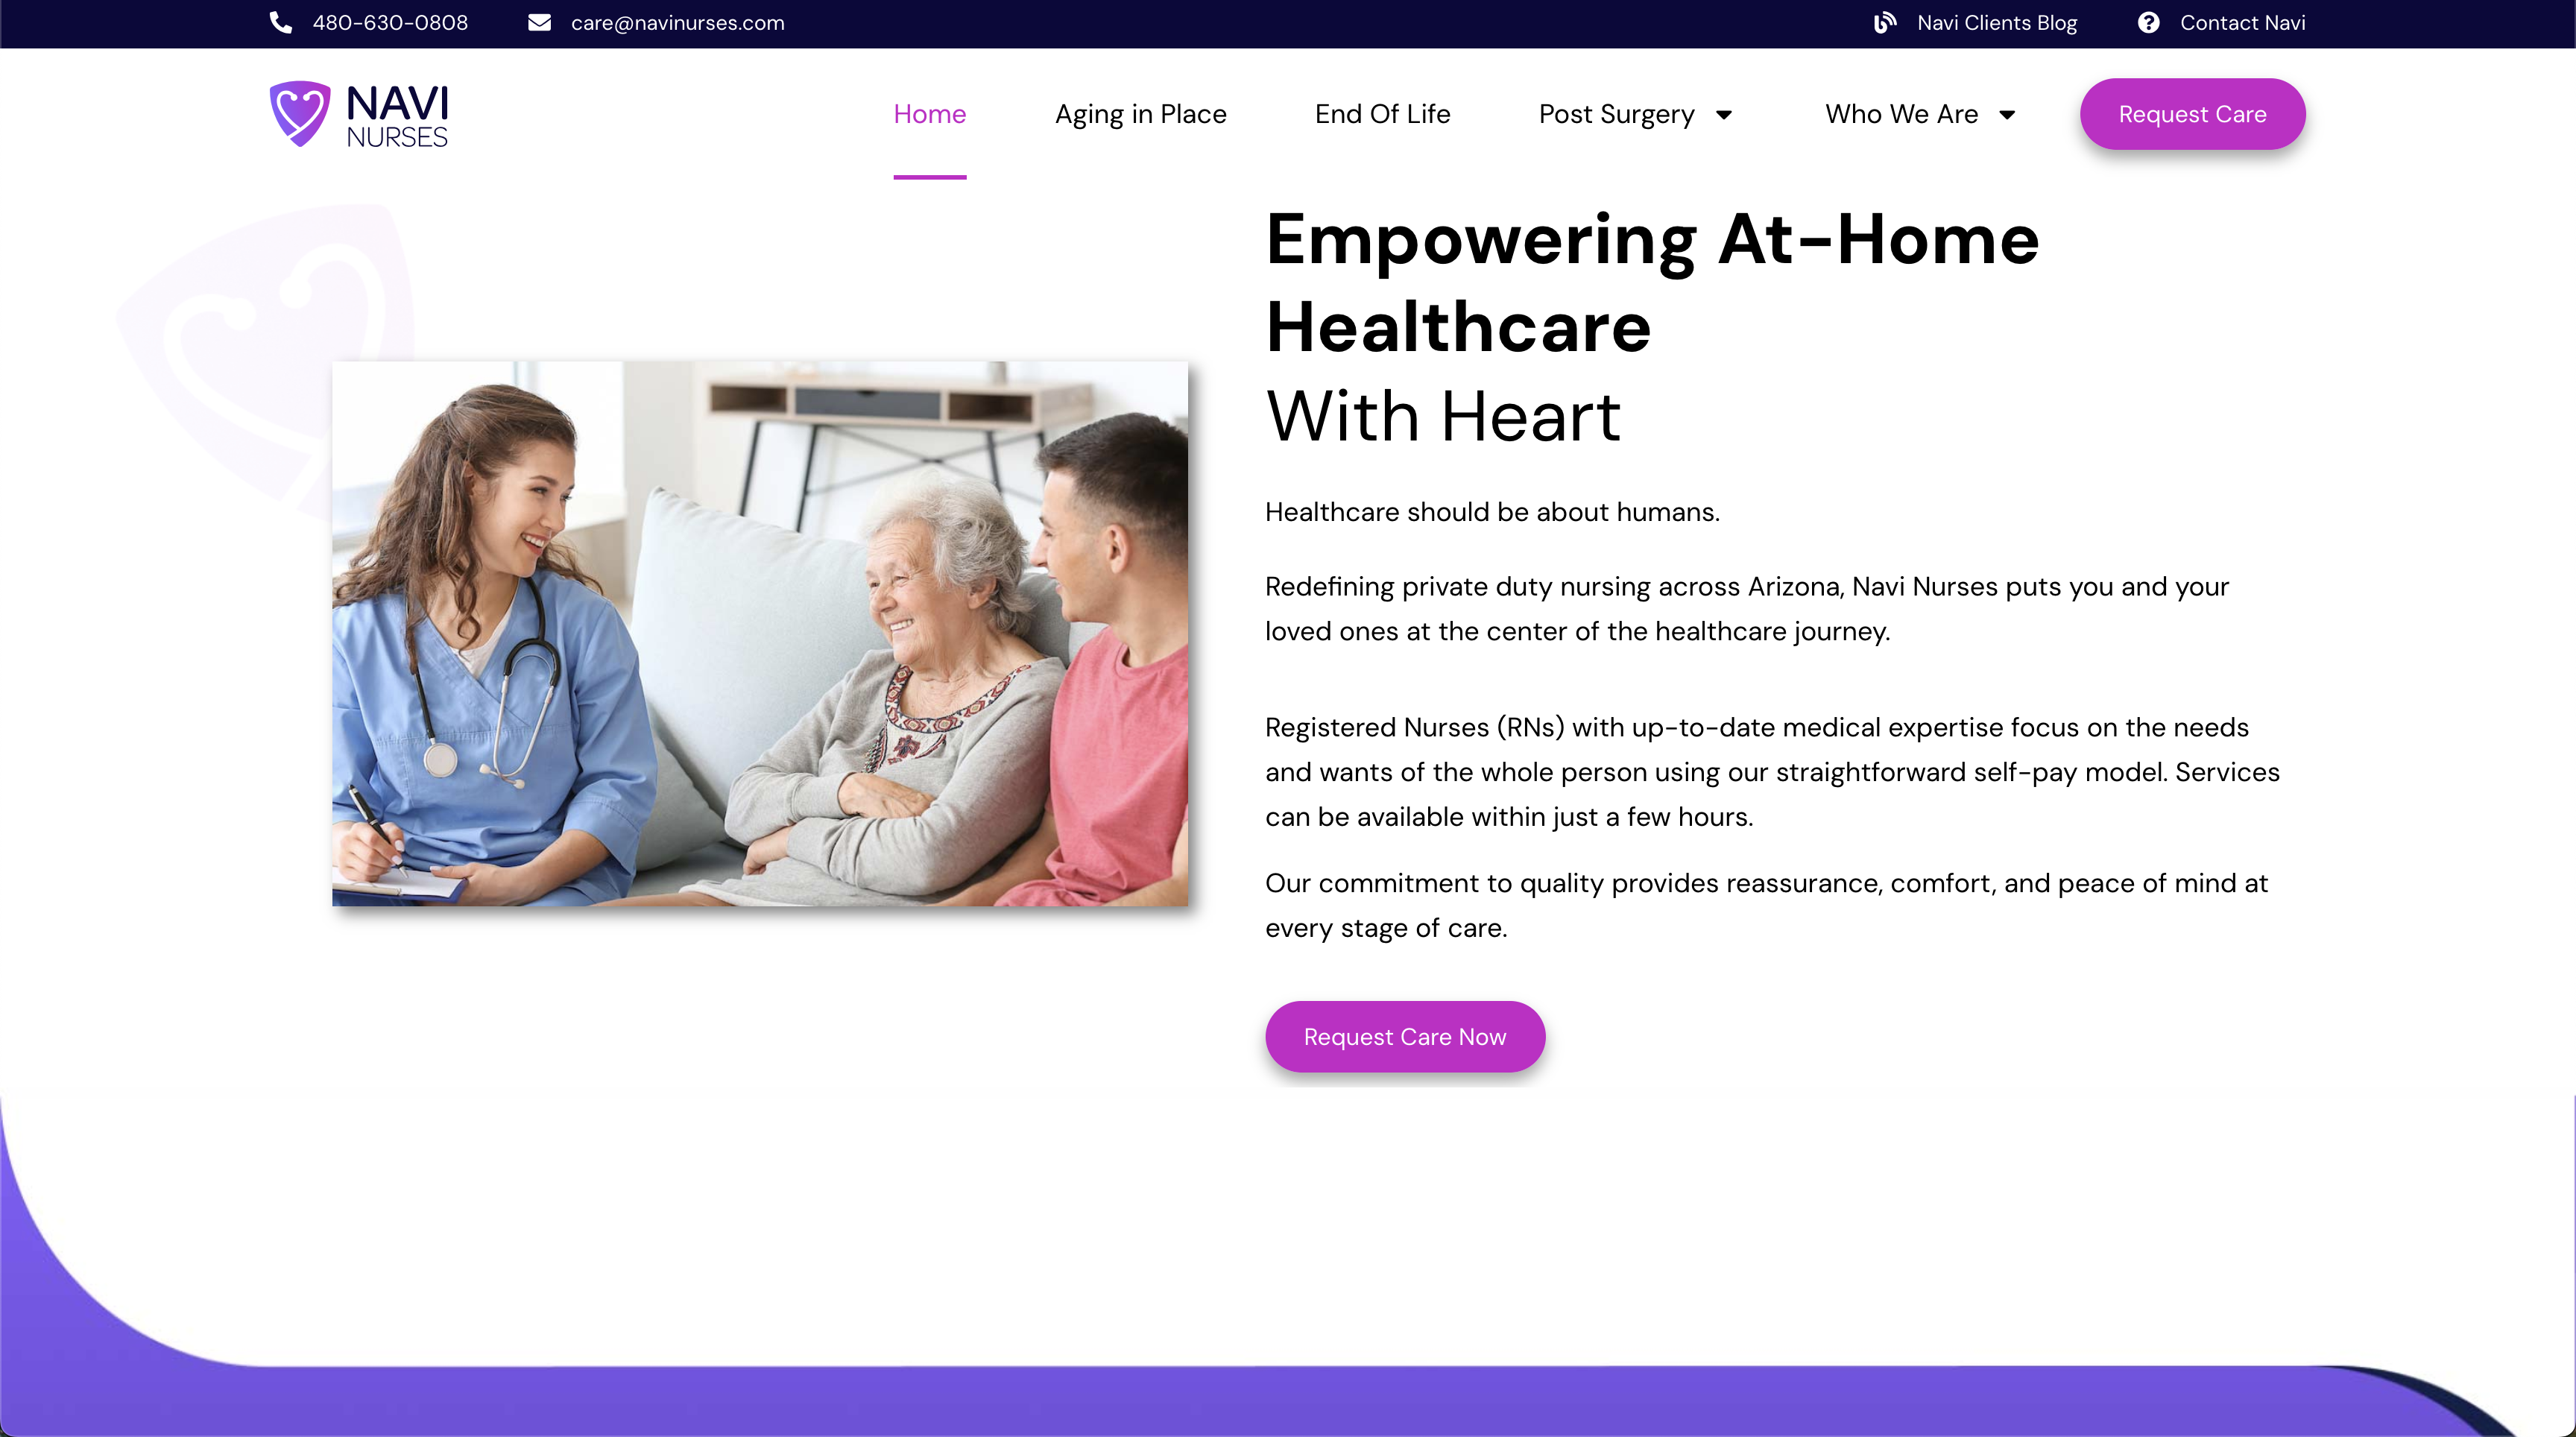 480-630-0808
care@navinurses.com
Navi Clients Blog
Contact Navi
NAVI
NURSES
Home
Aging in Place
End Of Life
Post Surgery
Who We Are
Request Care
Empowering At-Home
Healthcare
With Heart
Healthcare should be about humans.
Redefining private duty nursing across Arizona, Navi Nurses puts you and your
loved ones at the center of the healthcare journey.
Registered Nurses (RNs) with up-to-date medical expertise focus on the needs
and wants of the whole person using our straightforward self-pay model. Services
can be available within just a few hours.
Our commitment to quality provides reassurance, comfort, and peace of mind at
every stage of care.
Request Care Now